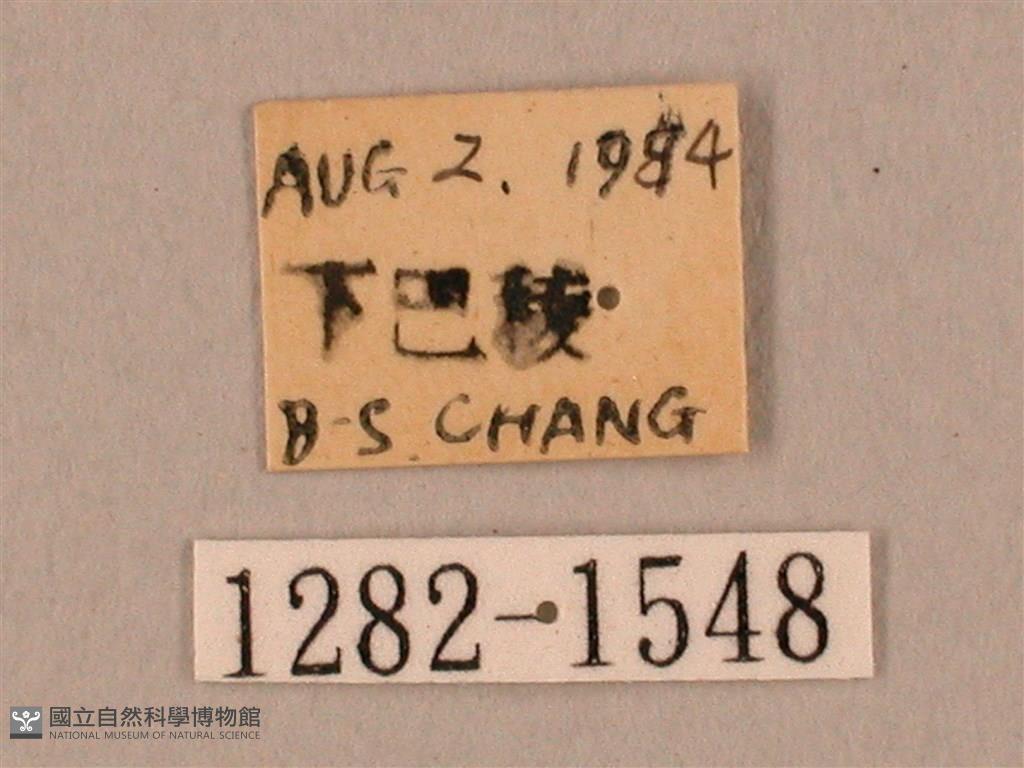 AUG 2. 1984
下巴陵
B-S. CHANG
1282-1548
國立自然科學博物館
NATIONAL MUSEUM OF NATURAL SCIENCE